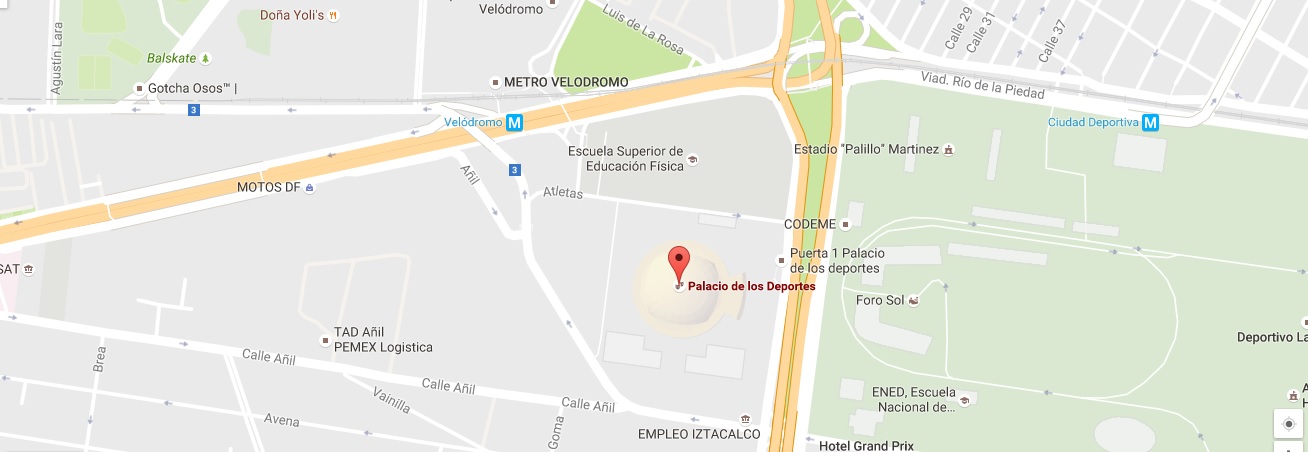 Doña Yoli's
Velódromo
Luis de La Rosa
Agustín Lara
Calle 29
Calle 31
Calle 37
Balskate
Gotcha Osos™ |
METRO VELODROMO
Viad. Río de la Piedad
3
Velódromo M
Ciudad Deportiva M
Escuela Superior de
Educación Física
Estadio "Palillo" Martinez
3
Añil
MOTOS DF
Atletas
CODEME
Puerta 1 Palacio
de los deportes
SAT
Palacio de los Deportes
Foro Sol
TAD Añil
PEMEX Logistica
Deportivo La
Brea
Calle Añil
Calle Añil
Calle Añil
Vainilla
ENED, Escuela
Nacional de...
A
H
Avena
Goma
EMPLEO IZTACALCO
Hotel Grand Prix